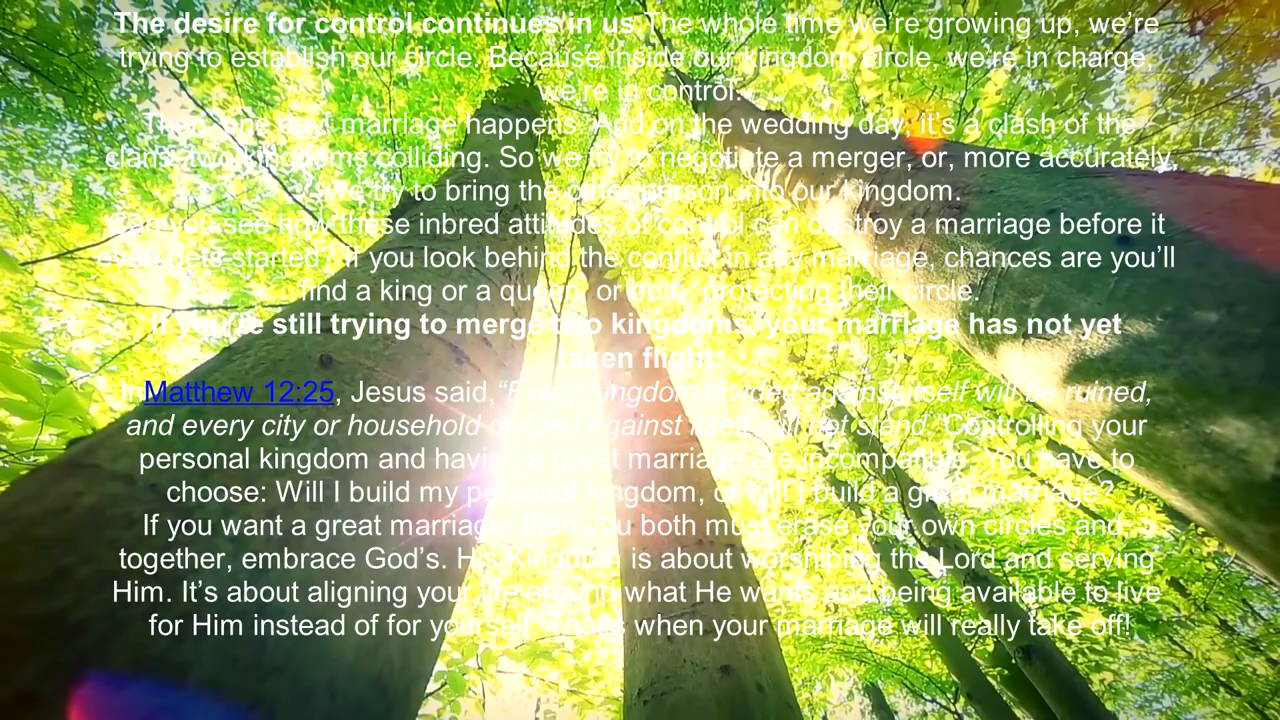 The desire for control continues in us The whole time we're growing up, we're
trying to establish our circle. Because inside our kingdom circle, we're in charge,
we're in control.
Then, one day, marriage happens. And on the wedding day, it's a clash of the
clans, two kingdoms colliding. So we try to negotiate a merger, or, more accurately,
we try to bring the other person into our kingdom.
Can you see how these inbred attitudes of control can destroy a marriage before it
even gets started? If you look behind the conflict in any marriage, chances are you'll
find a king or a queen, or both, protecting their circle.
If you're still trying to merge two kingdoms, your marriage has not yet
taken flight.
In Matthew 12:25, Jesus said, “Every kingdom divided against itself will be ruined,
and every city or household divided against itself will not stand.” Controlling your
personal kingdom and having a great marriage are incompatible. You have to
choose: Will I build my personal kingdom, or will I build a great marriage?
If you want a great marriage, then you both must erase your own circles and
together, embrace God's. His Kingdom is about worshiping the Lord and serving
Him. It's about aligning your life around what He wants and being available to live
for Him instead of for yourself. That's when your marriage will really take off!